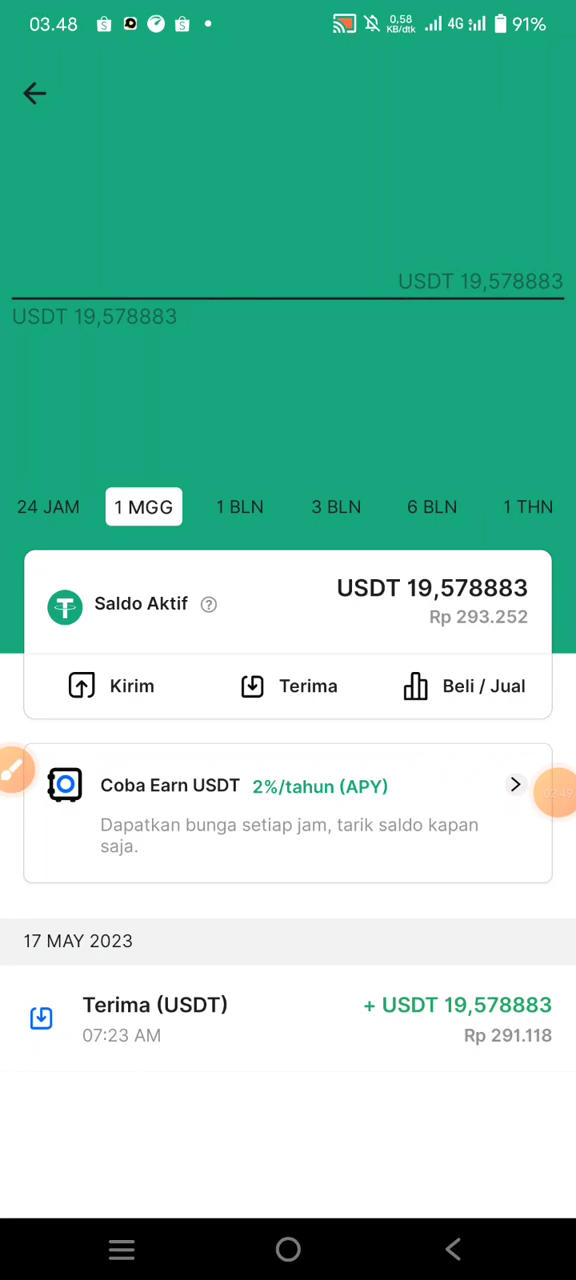 03.48
0,58
KB/dtk
4G
91%
USDT 19,578883
USDT 19,578883
24 JAM 1 MGG 1 BLN 3 BLN 6 BLN 1 THN
Saldo Aktif ?
USDT 19,578883
Rp 293.252
Kirim Terima Beli / Jual
Coba Earn USDT 2%/tahun (APY)
Dapatkan bunga setiap jam, tarik saldo kapan
saja.
02:49
17 MAY 2023
Terima (USDT) + USDT 19,578883
07:23 AM Rp 291.118